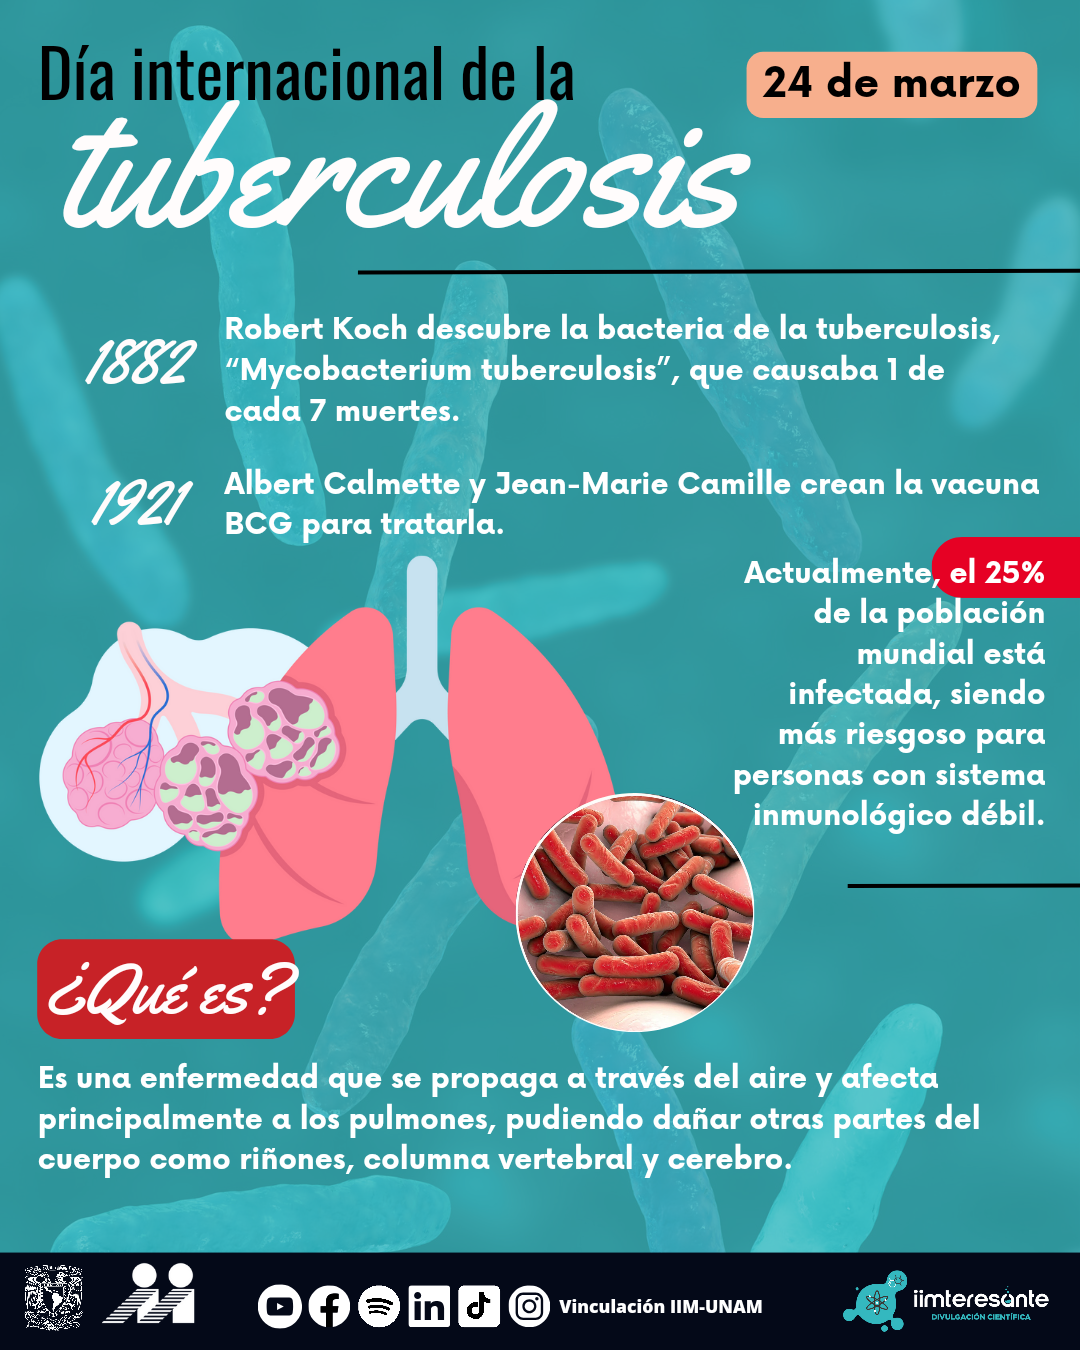 Día internacional de la
tuberculosis
24 de marzo
1882
Robert Koch descubre la bacteria de la tuberculosis,
“Mycobacterium tuberculosis”, que causaba 1 de
cada 7 muertes.
1921
Albert Calmette y Jean-Marie Camille crean la vacuna
BCG para tratarla.
Actualmente, el 25%
de la población
mundial está
infectada, siendo
más riesgoso para
personas con sistema
inmunológico débil.
¿Qué es?
Es una enfermedad que se propaga a través del aire y afecta
principalmente a los pulmones, pudiendo dañar otras partes del
cuerpo como riñones, columna vertebral y cerebro.
Vinculación IIM-UNAM
iimteresante
DIVULGACIÓN CIENTÍFICA